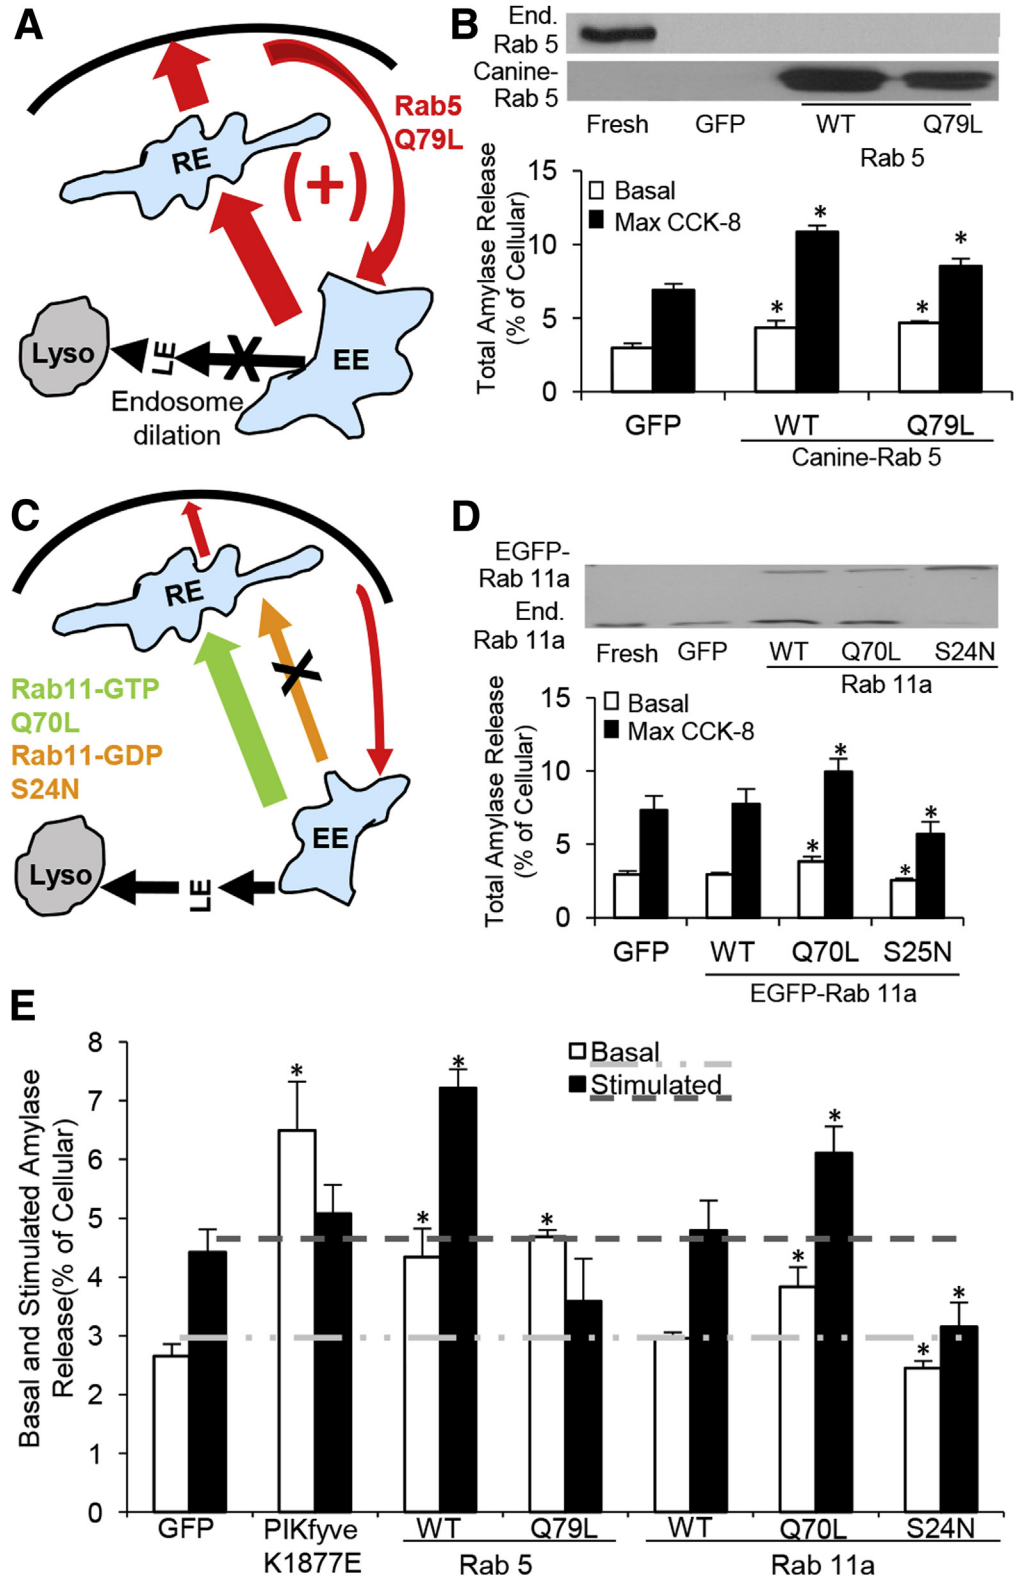 A
Rab5
Q79L
RE
(+)
Lyso
LE
X
EE
Endosome
dilation
B
End.
Rab 5
Canine-
Rab 5
Fresh GFP WT Q79L
Rab 5
Total Amylase Release
(% of Cellular)
15
10
5
0
Basal
Max CCK-8
*
*
*
*
GFP WT Q79L
Canine-Rab 5
C
RE
X
Rab11-GTP
Q70L
Rab11-GDP
S24N
EE
Lyso
LE
D
EGFP-
Rab 11a
End.
Rab 11a
Fresh GFP WT Q70L S24N
Rab 11a
Total Amylase Release
(% of Cellular)
15
10
5
0
Basal
Max CCK-8
*
*
*
*
GFP WT Q70L S25N
EGFP-Rab 11a
E
Basal and Stimulated Amylase
Release(% of Cellular)
8
7
6
5
4
3
2
1
0
Basal
Stimulated
*
*
*
*
*
*
*
*
GFP PIKfyve WT Q79L WT Q70L S24N
K1877E Rab 5 Rab 11a